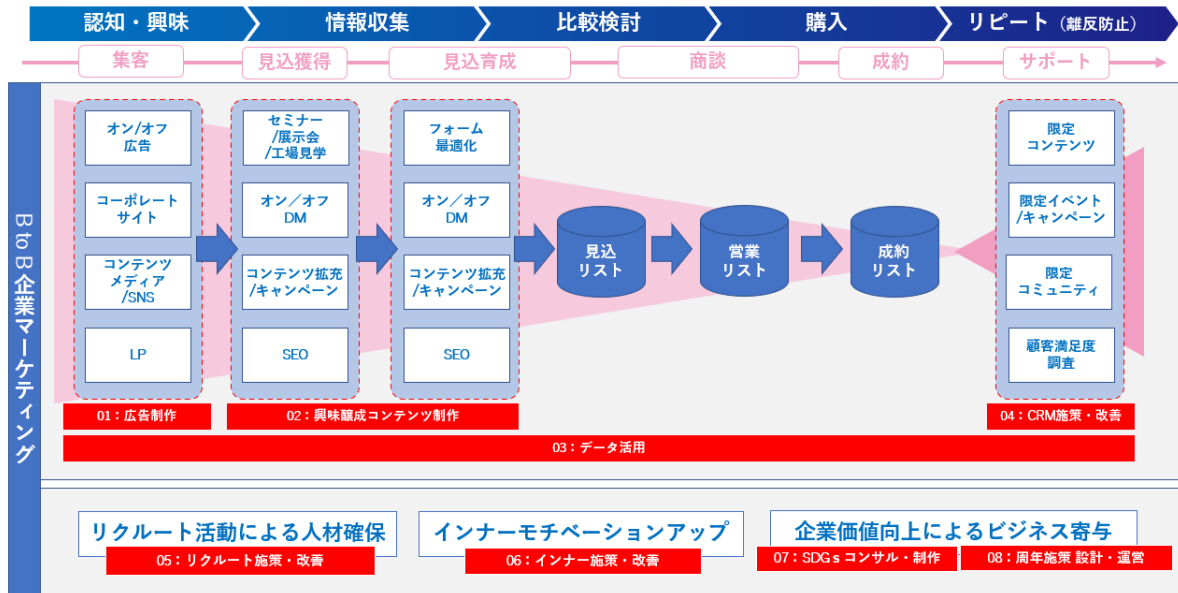 認知・興味
情報収集
比較検討
購入
リピート（離反防止）
集客
見込獲得
見込育成
商談
成約
サポート
BtoB企業マーケティング
オン/オフ
広告
コーポレート
サイト
コンテンツ
メディア
/SNS
LP
セミナー
/展示会
/工場見学
オン／オフ
DM
コンテンツ拡充
/キャンペーン
SEO
フォーム
最適化
オン／オフ
DM
コンテンツ拡充
/キャンペーン
SEO
見込
リスト
営業
リスト
成約
リスト
限定
コンテンツ
限定イベント
/キャンペーン
限定
コミュニティ
顧客満足度
調査
01：広告制作
02：興味醸成コンテンツ制作
04：CRM施策・改善
03：データ活用
リクルート活動による人材確保
05：リクルート施策・改善
インナーモチベーションアップ
06：インナー施策・改善
企業価値向上によるビジネス寄与
07：SDGｓコンサル・制作
08：周年施策 設計・運営